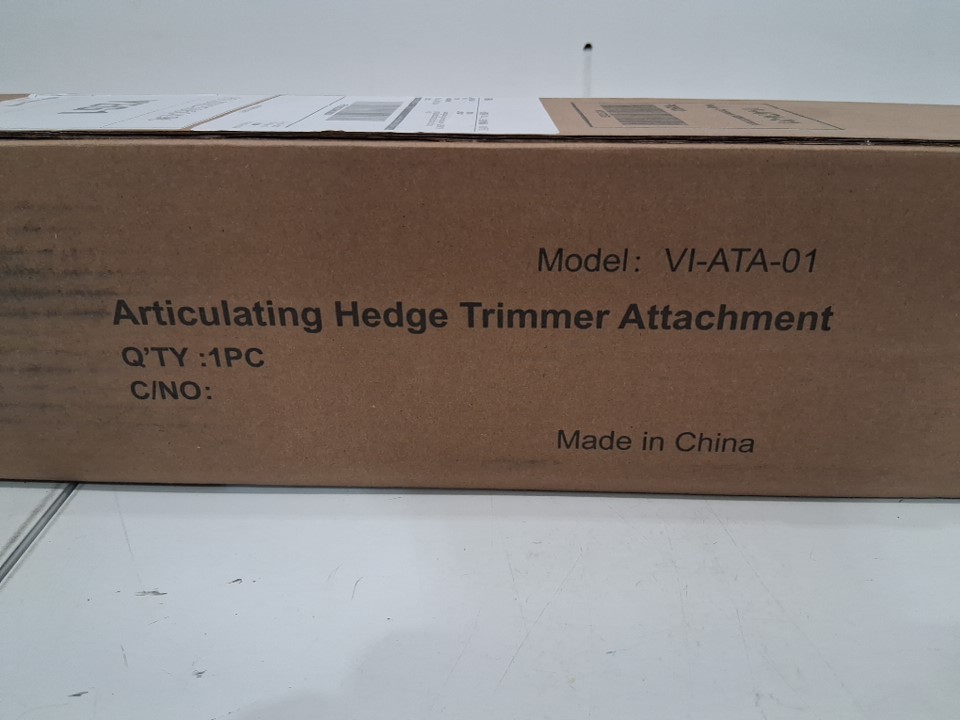 Model: VI-ATA-01
Articulating Hedge Trimmer Attachment
Q'TY :1PC
C/NO:
Made in China